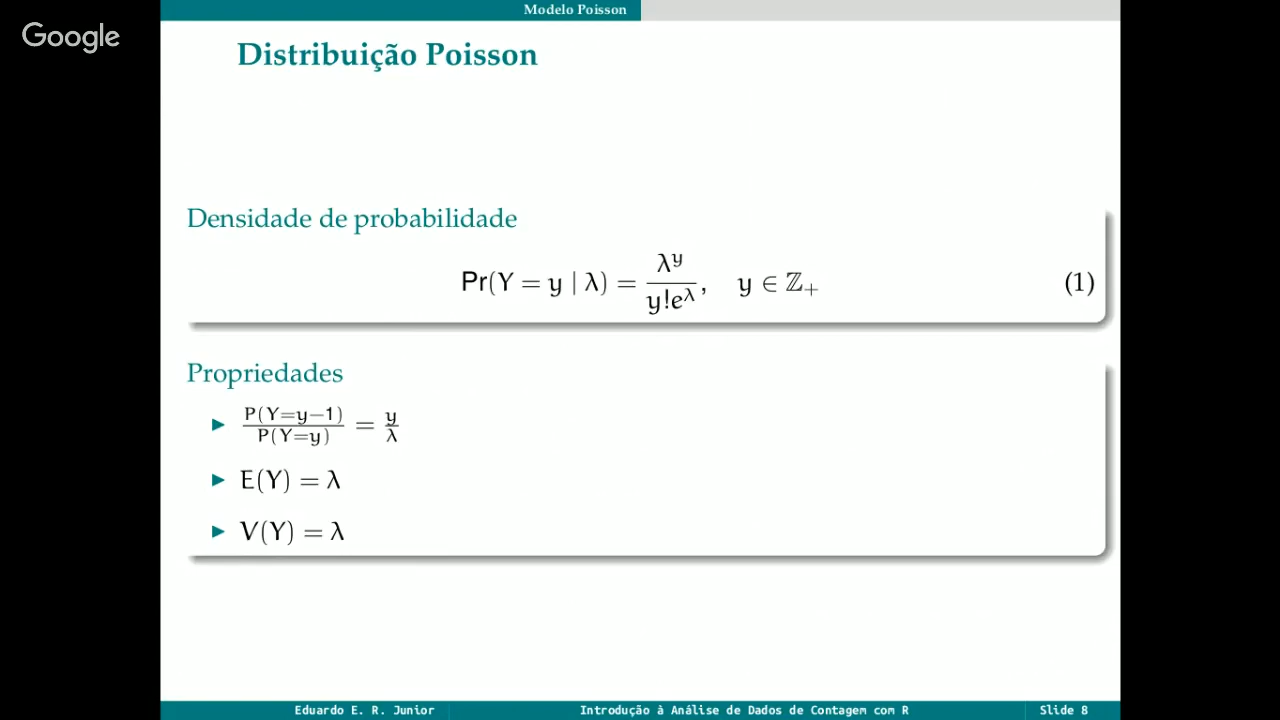 Modelo Poisson
Google
Distribuição Poisson
Densidade de probabilidade
Pr(Y = y | λ) = λ^y / y!e^λ, y ∈ ℤ₊ (1)
Propriedades
▶ P(Y=y−1) / P(Y=y) = y / λ
▶ E(Y) = λ
▶ V(Y) = λ
Eduardo E. R. Junior Introdução à Análise de Dados de Contagem com R Slide 8